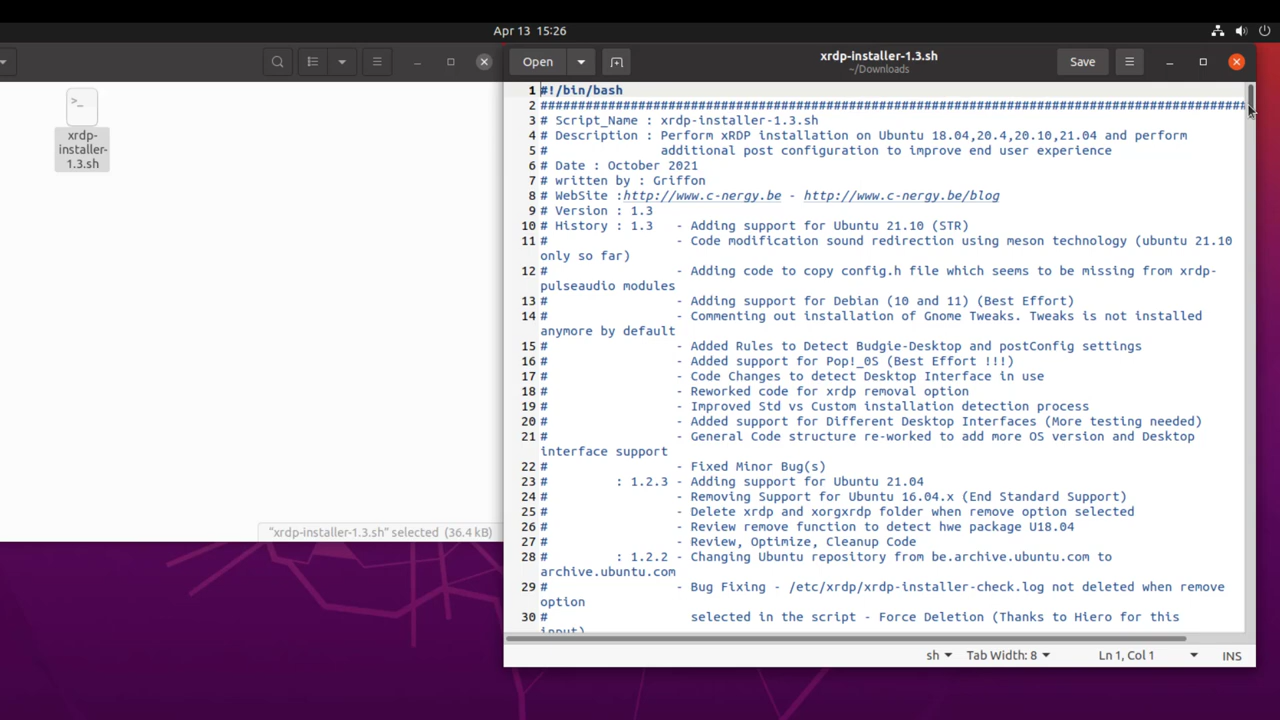 Apr 13 15:26
Open
xrdp-installer-1.3.sh
~/Downloads
Save
xrdp-
installer-
1.3.sh
"xrdp-installer-1.3.sh" selected (36.4 kB)
1 #!/bin/bash
2 ##############################################################################################
3 # Script_Name : xrdp-installer-1.3.sh
4 # Description : Perform xRDP installation on Ubuntu 18.04,20.4,20.10,21.04 and perform
5 #               additional post configuration to improve end user experience
6 # Date : October 2021
7 # written by : Griffon
8 # WebSite :http://www.c-nergy.be - http://www.c-nergy.be/blog
9 # Version : 1.3
10 # History : 1.3   - Adding support for Ubuntu 21.10 (STR)
11 #                 - Code modification sound redirection using meson technology (ubuntu 21.10
only so far)
12 #                 - Adding code to copy config.h file which seems to be missing from xrdp-
pulseaudio modules
13 #                 - Adding support for Debian (10 and 11) (Best Effort)
14 #                 - Commenting out installation of Gnome Tweaks. Tweaks is not installed
anymore by default
15 #                 - Added Rules to Detect Budgie-Desktop and postConfig settings
16 #                 - Added support for Pop!_0S (Best Effort !!!)
17 #                 - Code Changes to detect Desktop Interface in use
18 #                 - Reworked code for xrdp removal option
19 #                 - Improved Std vs Custom installation detection process
20 #                 - Added support for Different Desktop Interfaces (More testing needed)
21 #                 - General Code structure re-worked to add more OS version and Desktop
interface support
22 #                 - Fixed Minor Bug(s)
23 #         : 1.2.3 - Adding support for Ubuntu 21.04
24 #                 - Removing Support for Ubuntu 16.04.x (End Standard Support)
25 #                 - Delete xrdp and xorgxrdp folder when remove option selected
26 #                 - Review remove function to detect hwe package U18.04
27 #                 - Review, Optimize, Cleanup Code
28 #         : 1.2.2 - Changing Ubuntu repository from be.archive.ubuntu.com to
archive.ubuntu.com
29 #                 - Bug Fixing - /etc/xrdp/xrdp-installer-check.log not deleted when remove
option
30 #                   selected in the script - Force Deletion (Thanks to Hiero for this
input)
sh
Tab Width: 8
Ln 1, Col 1
INS